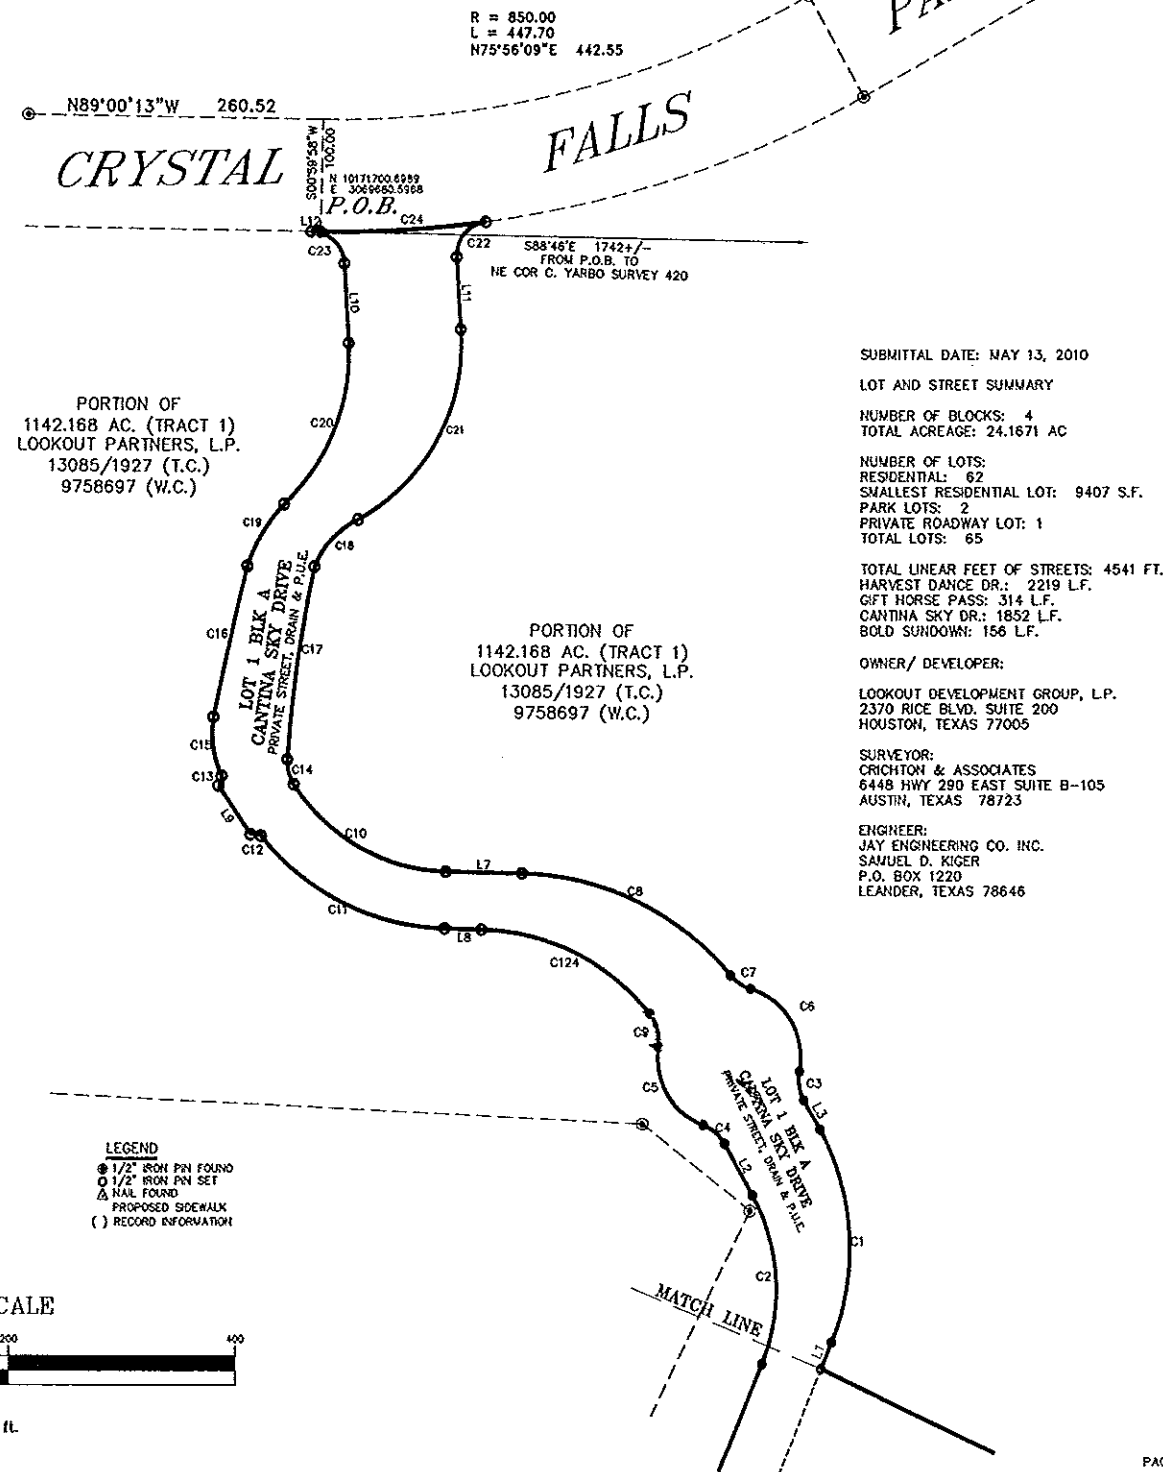 R = 850.00
L = 447.70
N75°56'09"E 442.55
N89°00'13"W 260.52
CRYSTAL
FALLS
S00°59'58"W
100.00
N 10171700.6989
E 3069660.5968
P.O.B.
L12
C24
C23
C22
S88°46'E 1742+/-
FROM P.O.B. TO
NE COR C. YARBO SURVEY 420
L10
L11
SUBMITTAL DATE: MAY 13, 2010
LOT AND STREET SUMMARY
NUMBER OF BLOCKS: 4
TOTAL ACREAGE: 24.1671 AC
NUMBER OF LOTS:
RESIDENTIAL: 62
SMALLEST RESIDENTIAL LOT: 9407 S.F.
PARK LOTS: 2
PRIVATE ROADWAY LOT: 1
TOTAL LOTS: 65
TOTAL LINEAR FEET OF STREETS: 4541 FT.
HARVEST DANCE DR.: 2219 L.F.
GIFT HORSE PASS: 314 L.F.
CANTINA SKY DR.: 1852 L.F.
BOLD SUNDOWN: 156 L.F.
OWNER/ DEVELOPER:
LOOKOUT DEVELOPMENT GROUP, L.P.
2370 RICE BLVD. SUITE 200
HOUSTON, TEXAS 77005
SURVEYOR:
CRICHTON & ASSOCIATES
6448 HWY 290 EAST SUITE B-105
AUSTIN, TEXAS 78723
ENGINEER:
JAY ENGINEERING CO. INC.
SAMUEL D. KIGER
P.O. BOX 1220
LEANDER, TEXAS 78646
PORTION OF
1142.168 AC. (TRACT 1)
LOOKOUT PARTNERS, L.P.
13085/1927 (T.C.)
9758697 (W.C.)
C20
C21
C19
C18
C16
C17
LOT 1 BLK A
CANTINA SKY DRIVE
PRIVATE STREET, DRAIN & P.U.E.
PORTION OF
1142.168 AC. (TRACT 1)
LOOKOUT PARTNERS, L.P.
13085/1927 (T.C.)
9758697 (W.C.)
C15
C13
C14
L9
C12
C10
L7
C8
C11
L8
C124
C7
C6
C9
C5
C3
L3
C4
L2
LOT 1 BLK A
CANTINA SKY DRIVE
PRIVATE STREET, DRAIN & P.U.E.
C1
C2
MATCH LINE
L1
LEGEND
1/2" IRON PIN FOUND
1/2" IRON PIN SET
NAIL FOUND
PROPOSED SIDEWALK
( ) RECORD INFORMATION
CALE
200 400
ft.